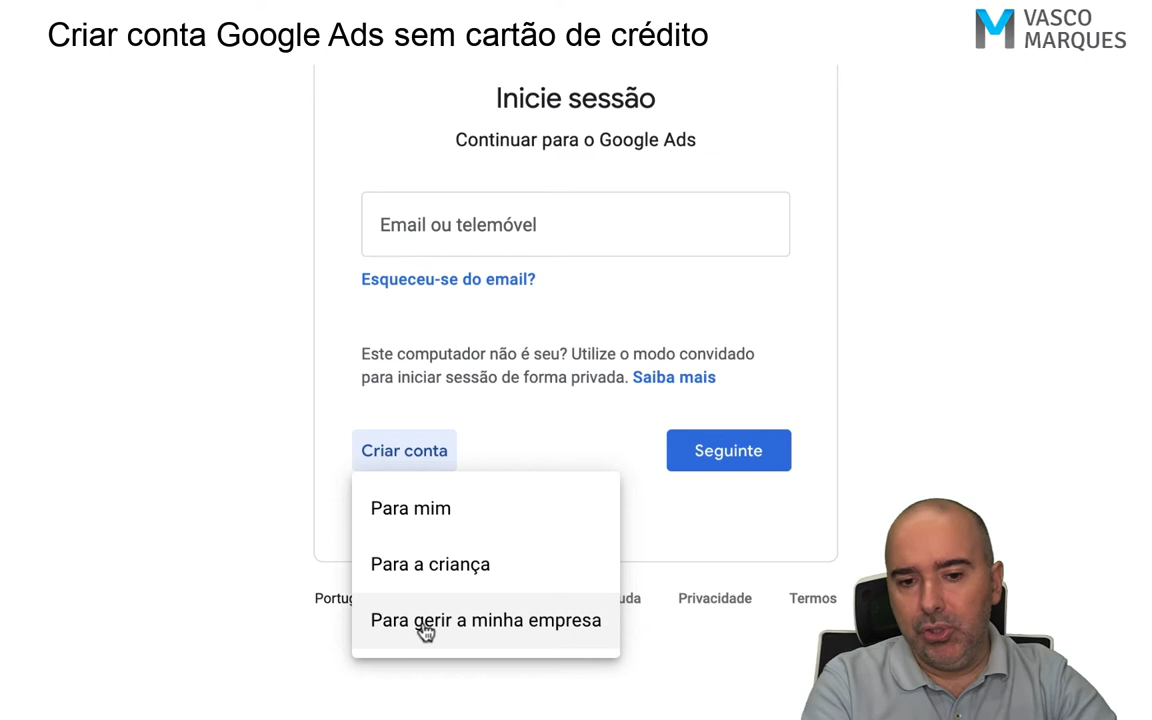 Criar conta Google Ads sem cartão de crédito
VASCO
MARQUES
Inicie sessão
Continuar para o Google Ads
Email ou telemóvel
Esqueceu-se do email?
Este computador não é seu? Utilize o modo convidado
para iniciar sessão de forma privada. Saiba mais
Criar conta
Seguinte
Para mim
Para a criança
Para gerir a minha empresa
Privacidade
Termos